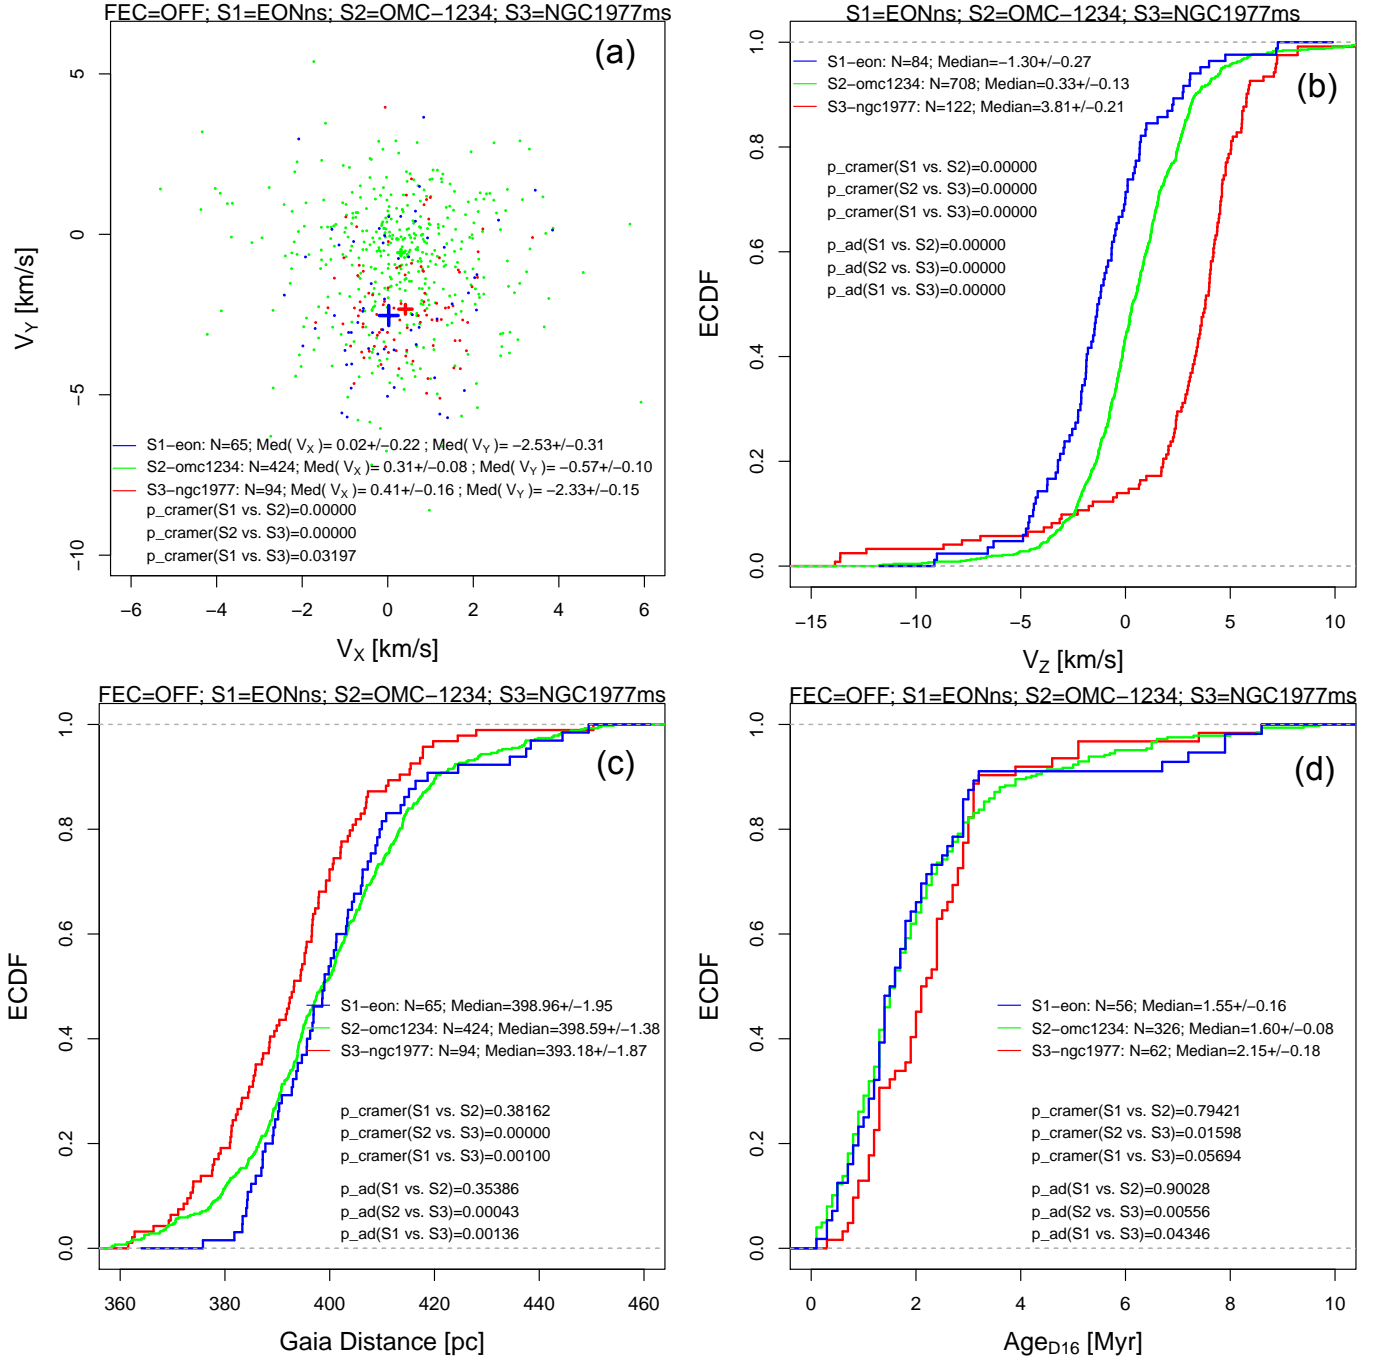 FEC=OFF; S1=EONns; S2=OMC−1234; S3=NGC1977ms
(a)
5
0
−5
−10
V_Y [km/s]
S1−eon: N=65; Med( V_X )= 0.02+/−0.22 ; Med( V_Y )= −2.53+/−0.31
S2−omc1234: N=424; Med( V_X )= 0.31+/−0.08 ; Med( V_Y )= −0.57+/−0.10
S3−ngc1977: N=94; Med( V_X )= 0.41+/−0.16 ; Med( V_Y )= −2.33+/−0.15
p_cramer(S1 vs. S2)=0.00000
p_cramer(S2 vs. S3)=0.00000
p_cramer(S1 vs. S3)=0.03197
−6 −4 −2 0 2 4 6
V_X [km/s]
S1=EONns; S2=OMC−1234; S3=NGC1977ms
(b)
S1−eon: N=84; Median=−1.30+/−0.27
S2−omc1234: N=708; Median=0.33+/−0.13
S3−ngc1977: N=122; Median=3.81+/−0.21
p_cramer(S1 vs. S2)=0.00000
p_cramer(S2 vs. S3)=0.00000
p_cramer(S1 vs. S3)=0.00000
p_ad(S1 vs. S2)=0.00000
p_ad(S2 vs. S3)=0.00000
p_ad(S1 vs. S3)=0.00000
1.0
0.8
0.6
0.4
0.2
0.0
ECDF
−15 −10 −5 0 5 10
V_Z [km/s]
FEC=OFF; S1=EONns; S2=OMC−1234; S3=NGC1977ms
(c)
1.0
0.8
0.6
0.4
0.2
0.0
ECDF
S1−eon: N=65; Median=398.96+/−1.95
S2−omc1234: N=424; Median=398.59+/−1.38
S3−ngc1977: N=94; Median=393.18+/−1.87
p_cramer(S1 vs. S2)=0.38162
p_cramer(S2 vs. S3)=0.00000
p_cramer(S1 vs. S3)=0.00100
p_ad(S1 vs. S2)=0.35386
p_ad(S2 vs. S3)=0.00043
p_ad(S1 vs. S3)=0.00136
360 380 400 420 440 460
Gaia Distance [pc]
FEC=OFF; S1=EONns; S2=OMC−1234; S3=NGC1977ms
(d)
1.0
0.8
0.6
0.4
0.2
0.0
ECDF
S1−eon: N=56; Median=1.55+/−0.16
S2−omc1234: N=326; Median=1.60+/−0.08
S3−ngc1977: N=62; Median=2.15+/−0.18
p_cramer(S1 vs. S2)=0.79421
p_cramer(S2 vs. S3)=0.01598
p_cramer(S1 vs. S3)=0.05694
p_ad(S1 vs. S2)=0.90028
p_ad(S2 vs. S3)=0.00556
p_ad(S1 vs. S3)=0.04346
0 2 4 6 8 10
Age_D16 [Myr]